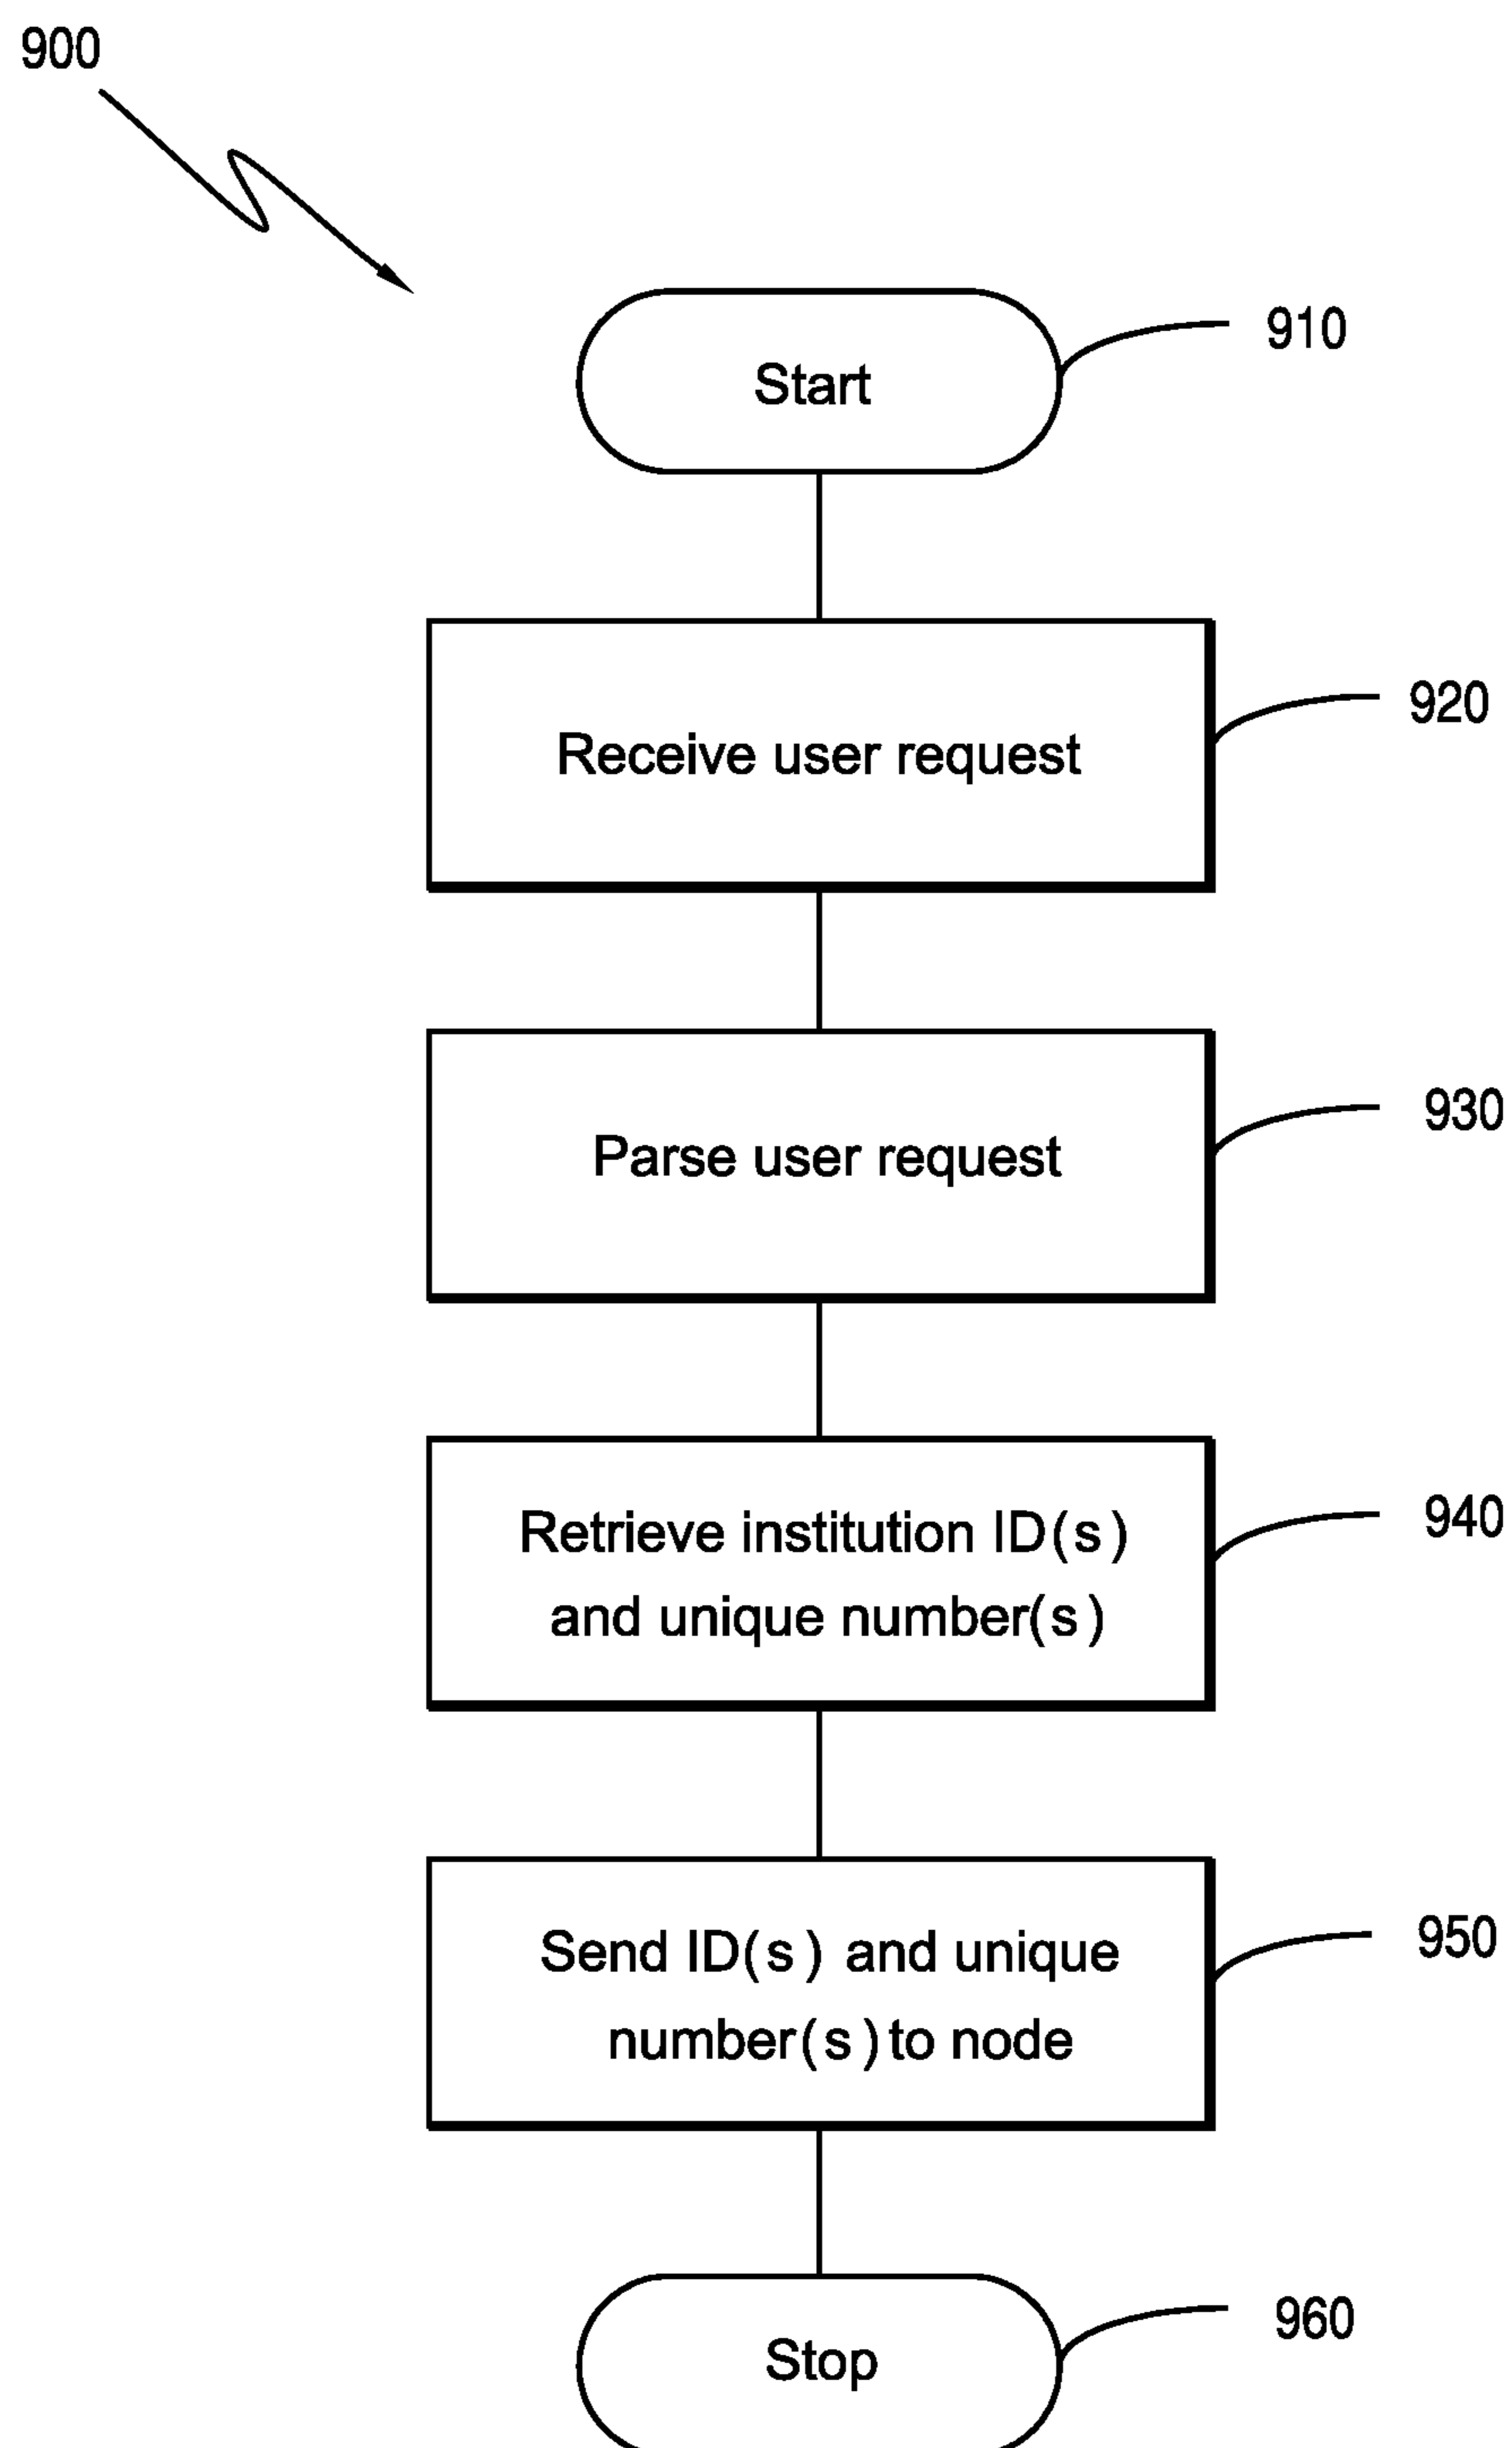 900
Start
910
Receive user request
920
Parse user request
930
Retrieve institution ID(s)
and unique number(s)
940
Send ID(s) and unique
number(s) to node
950
Stop
960